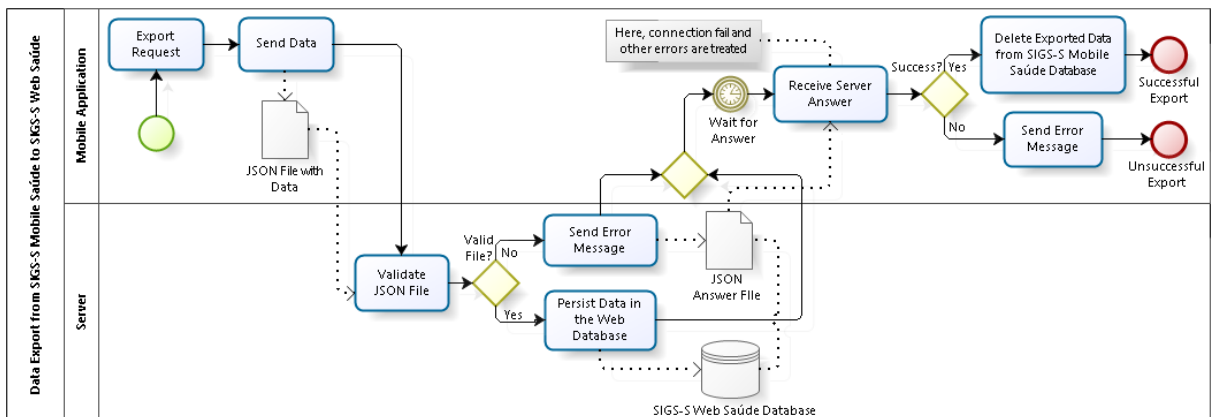 Data Export from SIGS-S Mobile Saúde to SIGS-S Web Saúde
Mobile Application
Export
Request
Send Data
JSON File with
Data
Here, connection fail and
other errors are treated
Wait for
Answer
Receive Server
Answer
Success?
Yes
No
Delete Exported Data
from SIGS-S Mobile
Saúde Database
Successful
Export
Send Error
Message
Unsuccessful
Export
Server
Validate
JSON File
Valid
File?
No
Yes
Send Error
Message
JSON
Answer File
Persist Data in
the Web
Database
SIGS-S Web Saúde Database